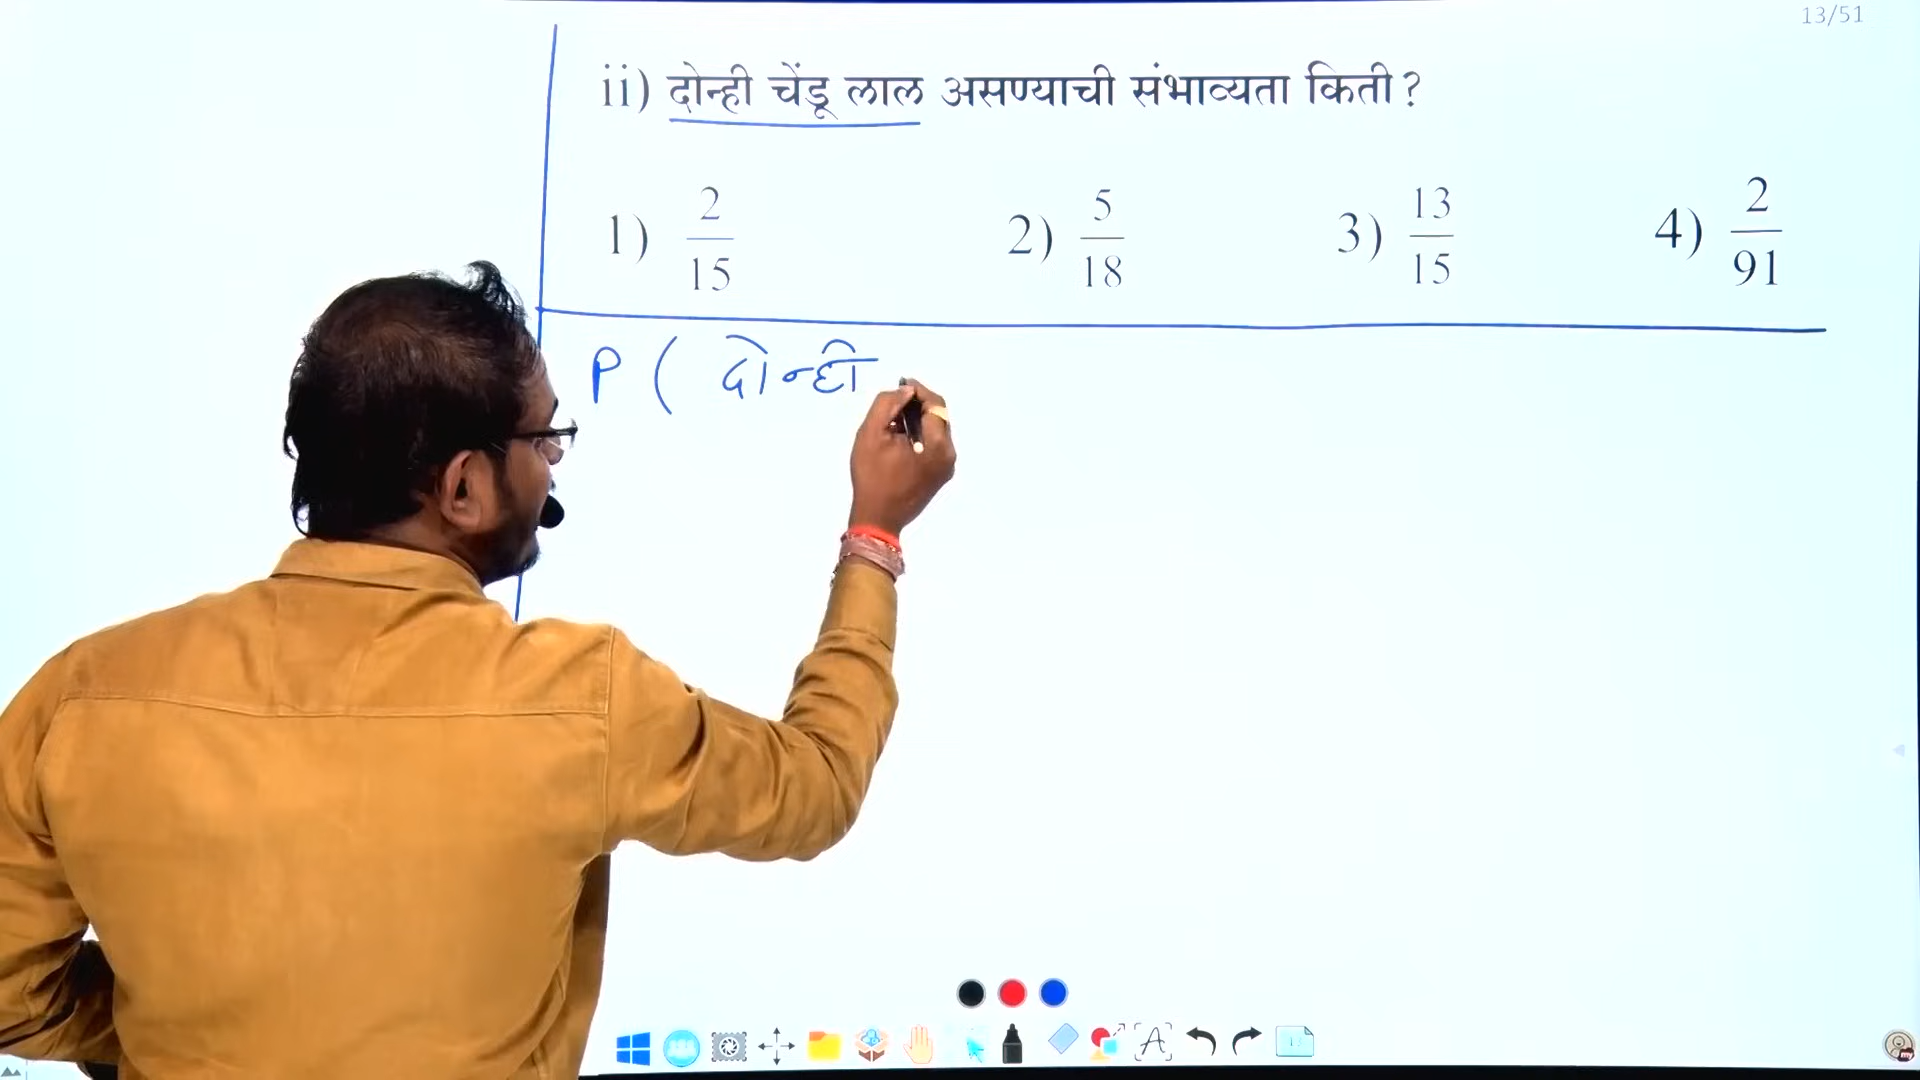 13/51
ii) दोन्ही चेंडू लाल असण्याची संभाव्यता किती?
1) 2/15 2) 5/18 3) 13/15 4) 2/91
P ( दोन्ही